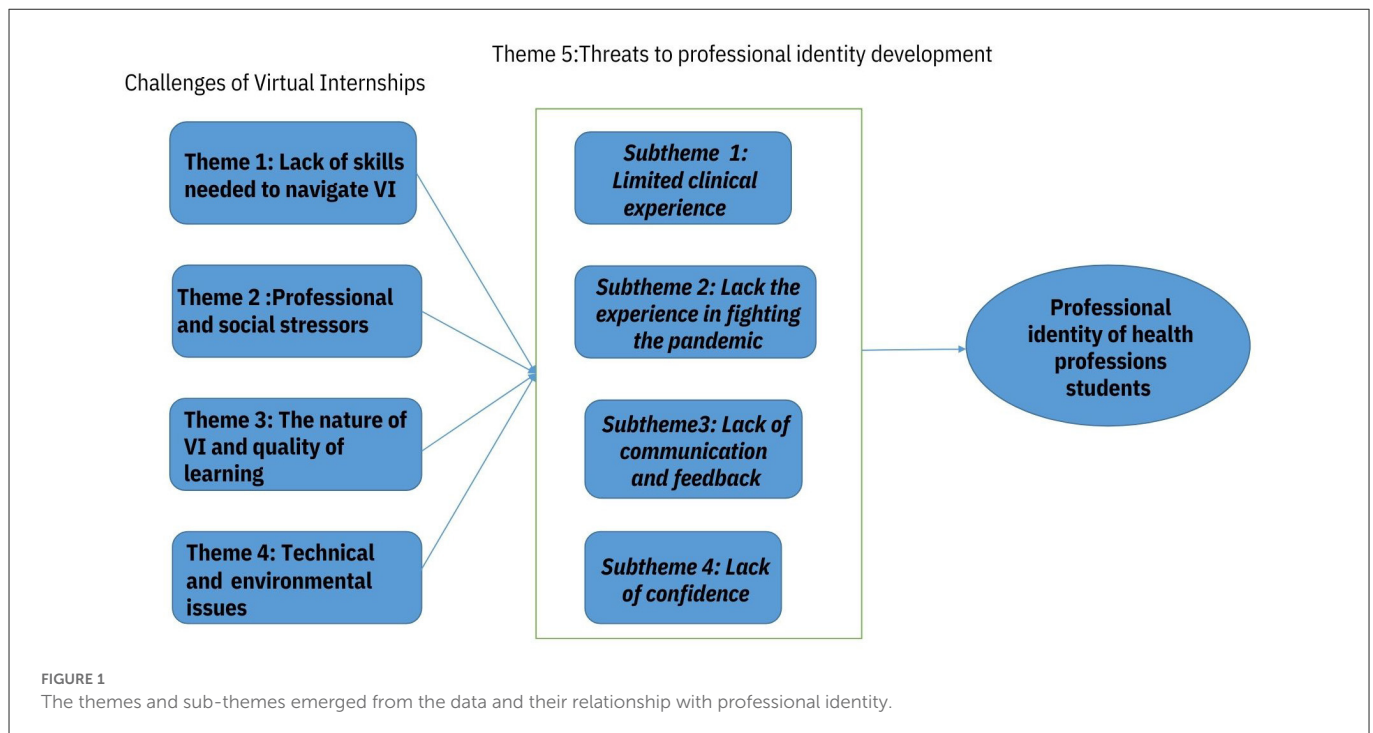 Theme 5:Threats to professional identity development
Challenges of Virtual Internships
Theme 1: Lack of skills
needed to navigate VI
Theme 2 :Professional
and social stressors
Theme 3: The nature of
VI and quality of
learning
Theme 4: Technical
and environmental
issues
Subtheme 1:
Limited clinical
experience
Subtheme 2: Lack the
experience in fighting
the pandemic
Subtheme3: Lack of
communication
and feedback
Subtheme 4: Lack
of confidence
Professional
identity of health
professions
students
FIGURE 1
The themes and sub-themes emerged from the data and their relationship with professional identity.